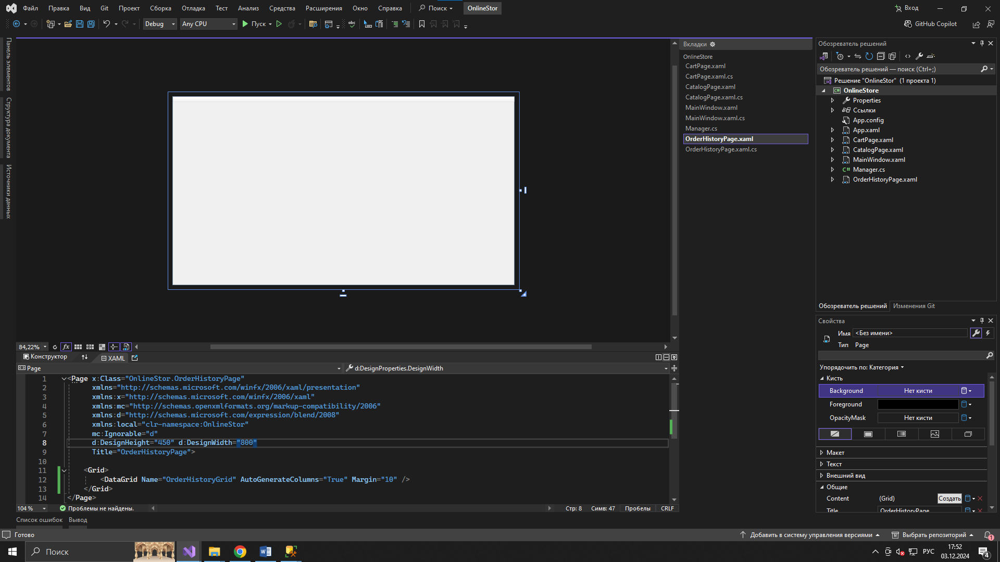 Файл Правка Вид Git Проект Сборка Отладка Тест Анализ Средства Расширения Окно Справка Поиск OnlineStor Вход
Debug Any CPU Пуск GitHub Copilot
Панель элементов
Структура документа
Источники данных
Вкладки
OnlineStore
CartPage.xaml
CartPage.xaml.cs
CatalogPage.xaml
CatalogPage.xaml.cs
MainWindow.xaml
MainWindow.xaml.cs
Manager.cs
OrderHistoryPage.xaml
OrderHistoryPage.xaml.cs
Обозреватель решений
Обозреватель решений — поиск (Ctrl+;)
Решение "OnlineStor" (1 проекта 1)
C# OnlineStore
Properties
Ссылки
App.config
App.xaml
CartPage.xaml
CatalogPage.xaml
MainWindow.xaml
C# Manager.cs
OrderHistoryPage.xaml
Обозреватель решений Изменения Git
Свойства
Имя <Без имени>
Тип Page
Упорядочить по: Категория
Кисть
Background Нет кисти
Foreground
OpacityMask Нет кисти
Макет
Текст
Внешний вид
Общие
Content (Grid) Создать
Title OrderHistoryPage
84,22% fx
Конструктор XAML
Page d:DesignProperties.DesignWidth
1 <Page x:Class="OnlineStor.OrderHistoryPage"
2 xmlns="http://schemas.microsoft.com/winfx/2006/xaml/presentation"
3 xmlns:x="http://schemas.microsoft.com/winfx/2006/xaml"
4 xmlns:mc="http://schemas.openxmlformats.org/markup-compatibility/2006"
5 xmlns:d="http://schemas.microsoft.com/expression/blend/2008"
6 xmlns:local="clr-namespace:OnlineStor"
7 mc:Ignorable="d"
8 d:DesignHeight="450" d:DesignWidth="800"
9 Title="OrderHistoryPage">
10
11 <Grid>
12 <DataGrid Name="OrderHistoryGrid" AutoGenerateColumns="True" Margin="10" />
13 </Grid>
14 </Page>
104 % Проблемы не найдены. Стр: 8 Симв: 47 Пробелы CRLF
Список ошибок Вывод
Готово Добавить в систему управления версиями Выбрать репозиторий 1
Поиск РУС 17:52
03.12.2024 4